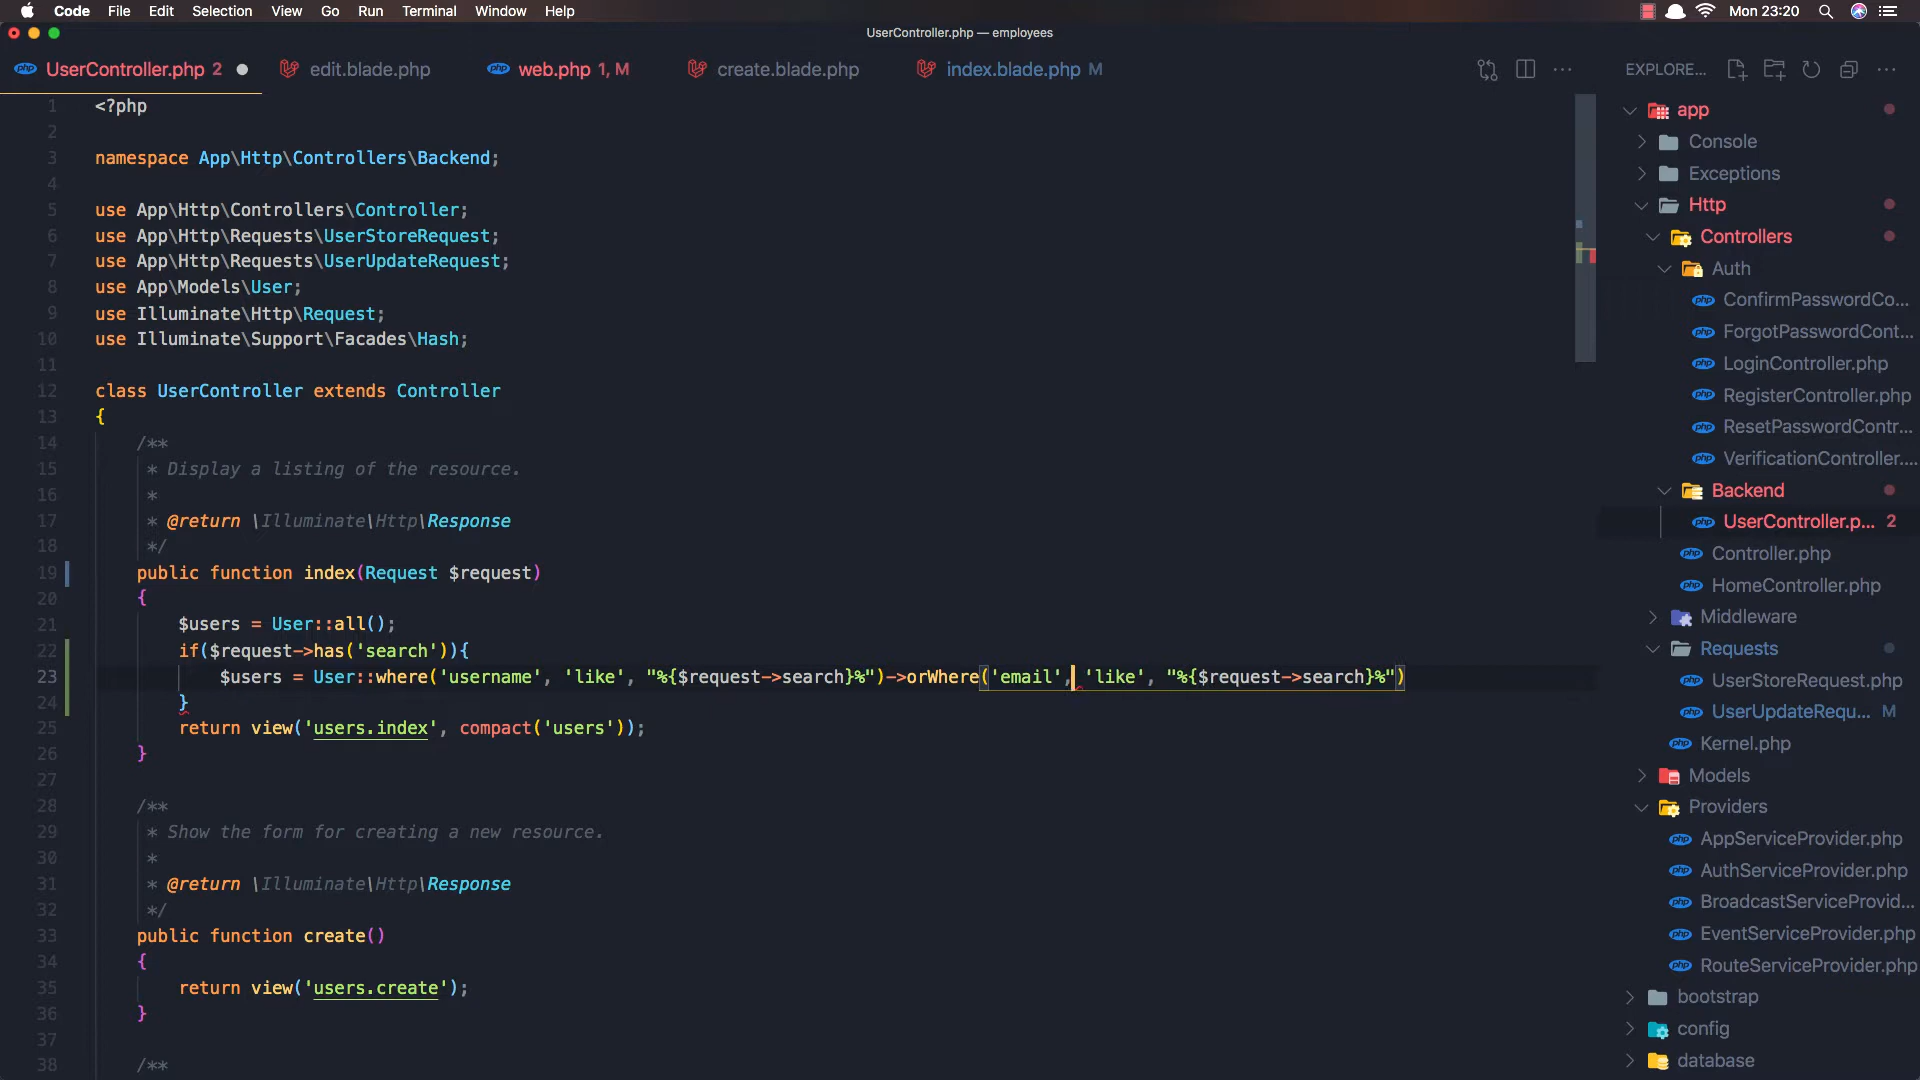 Code File Edit Selection View Go Run Terminal Window Help Mon 23:20
UserController.php — employees
UserController.php 2 edit.blade.php web.php 1, M create.blade.php index.blade.php M EXPLORE...
1 <?php
2
3 namespace App\Http\Controllers\Backend;
4
5 use App\Http\Controllers\Controller;
6 use App\Http\Requests\UserStoreRequest;
7 use App\Http\Requests\UserUpdateRequest;
8 use App\Models\User;
9 use Illuminate\Http\Request;
10 use Illuminate\Support\Facades\Hash;
11
12 class UserController extends Controller
13 {
14 /**
15 * Display a listing of the resource.
16 *
17 * @return \Illuminate\Http\Response
18 */
19 public function index(Request $request)
20 {
21 $users = User::all();
22 if($request->has('search')){
23 $users = User::where('username', 'like', "%{$request->search}%")->orWhere('email', 'like', "%{$request->search}%")
24 }
25 return view('users.index', compact('users'));
26 }
27
28 /**
29 * Show the form for creating a new resource.
30 *
31 * @return \Illuminate\Http\Response
32 */
33 public function create()
34 {
35 return view('users.create');
36 }
37
38 /**
app
Console
Exceptions
Http
Controllers
Auth
ConfirmPasswordCo...
ForgotPasswordCont...
LoginController.php
RegisterController.php
ResetPasswordContr...
VerificationController....
Backend
UserController.p... 2
Controller.php
HomeController.php
Middleware
Requests
UserStoreRequest.php
UserUpdateRequ... M
Kernel.php
Models
Providers
AppServiceProvider.php
AuthServiceProvider.php
BroadcastServiceProvid...
EventServiceProvider.php
RouteServiceProvider.php
bootstrap
config
database